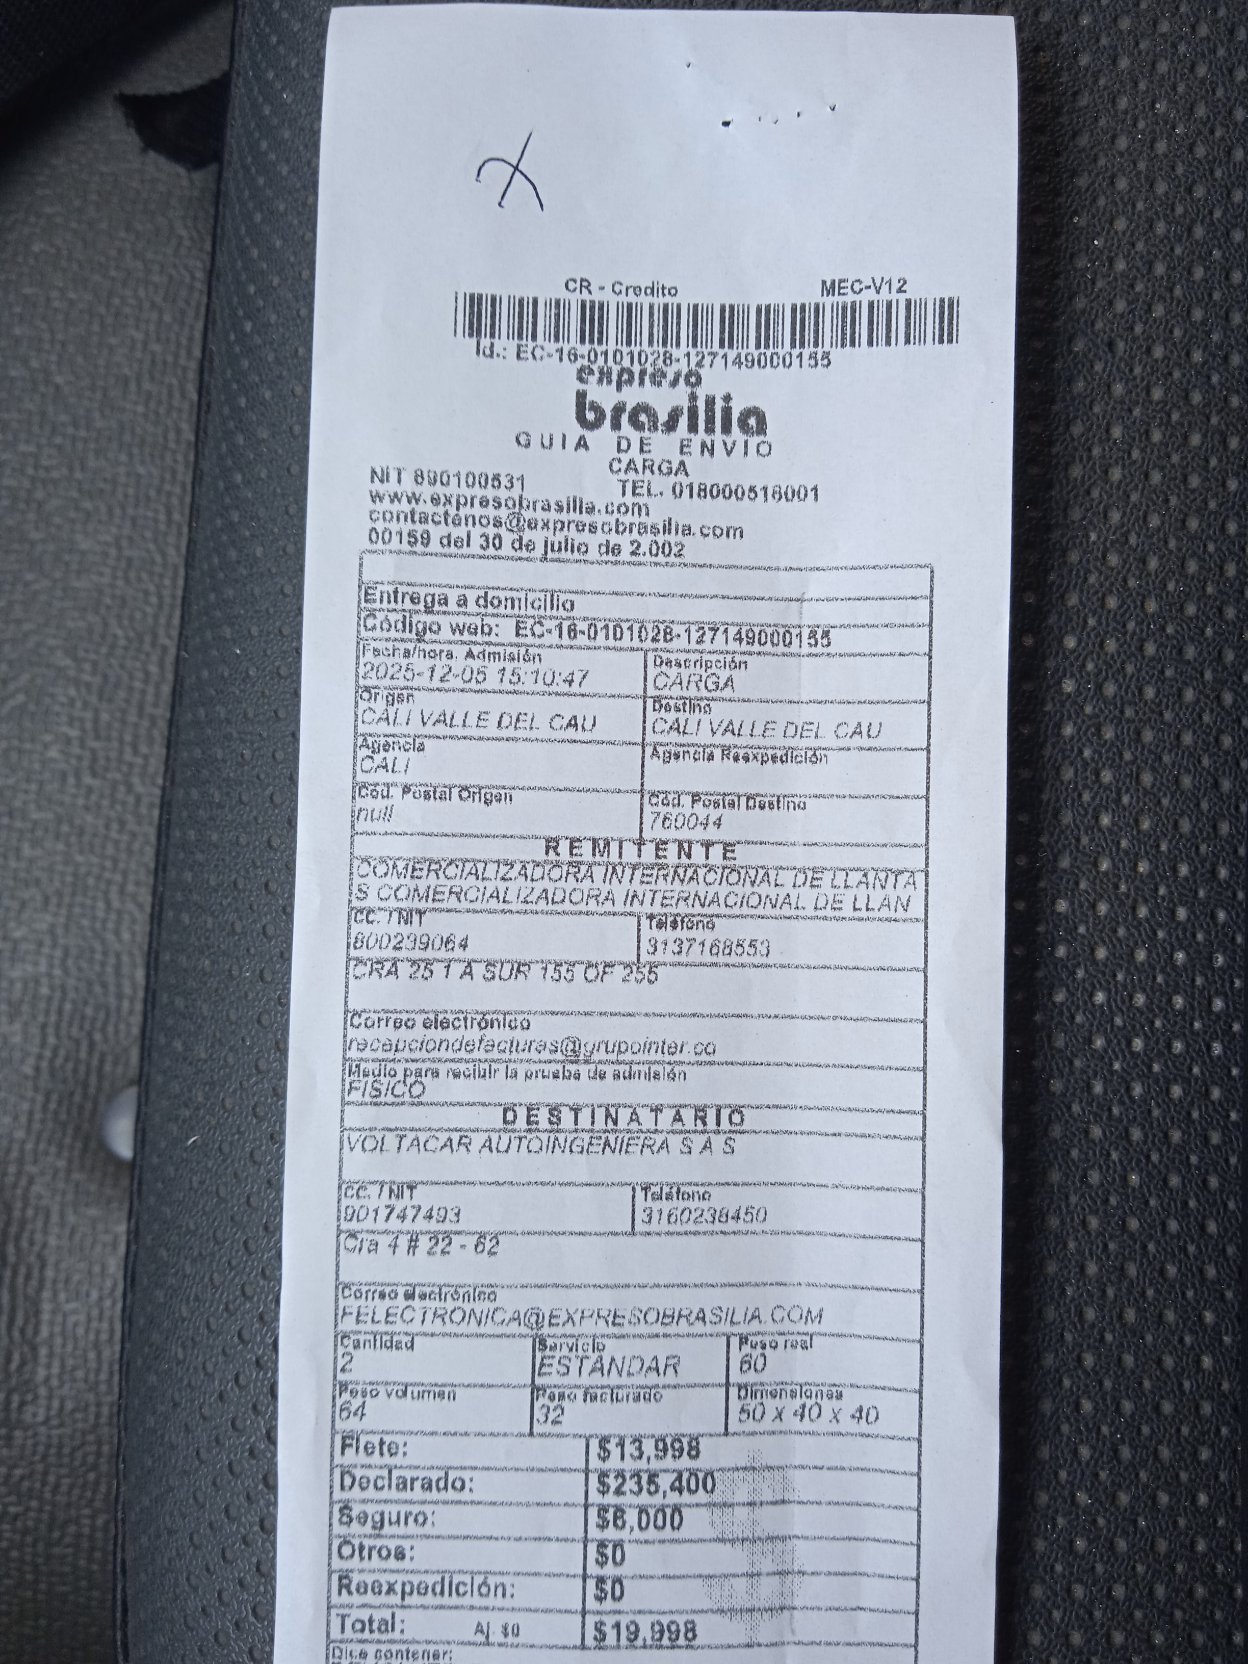 CR - Credito MEC-V12
Id.: EC-16-0101028-127149000155
expreso
brasilia
GUIA DE ENVIO
CARGA
NIT 890100531 TEL. 018000518001
www.expresobrasilia.com
contactenos@expresobrasilia.com
00159 del 30 de julio de 2.002
Entrega a domicilio
Código web: EC-16-0101028-127149000155
Fecha/hora. Admisión Descripción
2025-12-05 15:10:47 CARGA
Origen Destino
CALI VALLE DEL CAU CALI VALLE DEL CAU
Agencia Agencia Reexpedición
CALI
Cód. Postal Origen Cód. Postal Destino
null 760044
REMITENTE
COMERCIALIZADORA INTERNACIONAL DE LLANTA
S COMERCIALIZADORA INTERNACIONAL DE LLAN
CC. / NIT Teléfono
800239064 3137168553
CRA 25 1 A SUR 155 OF 255
Correo electrónico
recepciondefacturas@grupointer.co
Medio para recibir la prueba de admisión
FISICO
DESTINATARIO
VOLTACAR AUTOINGENIERA S A S
CC. / NIT Teléfono
901747493 3160238450
Cra 4 # 22 - 62
Correo electrónico
FELECTRONICA@EXPRESOBRASILIA.COM
Cantidad Servicio Peso real
2 ESTANDAR 60
Peso volumen Peso facturado Dimensiones
64 32 50 x 40 x 40
Flete: $13,998
Declarado: $235,400
Seguro: $6,000
Otros: $0
Reexpedición: $0
Total: Aj. $0 $19,998
Dice contener: